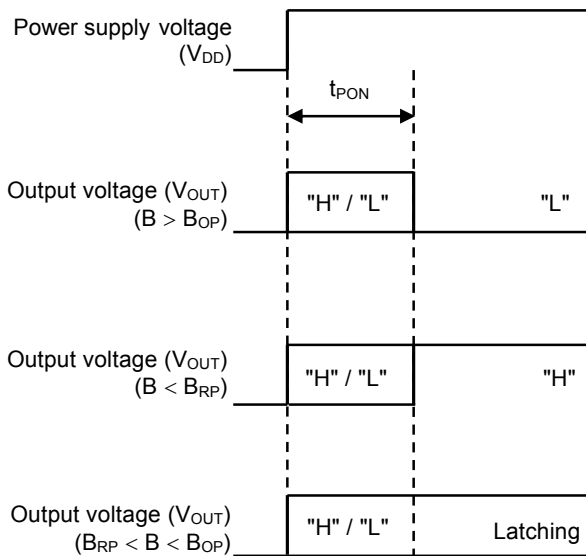 Power supply voltage
(VDD)
tPON
Output voltage (VOUT)
(B > BOP)
"H" / "L"
"L"
Output voltage (VOUT)
(B < BRP)
"H" / "L"
"H"
Output voltage (VOUT)
(BRP < B < BOP)
"H" / "L"
Latching